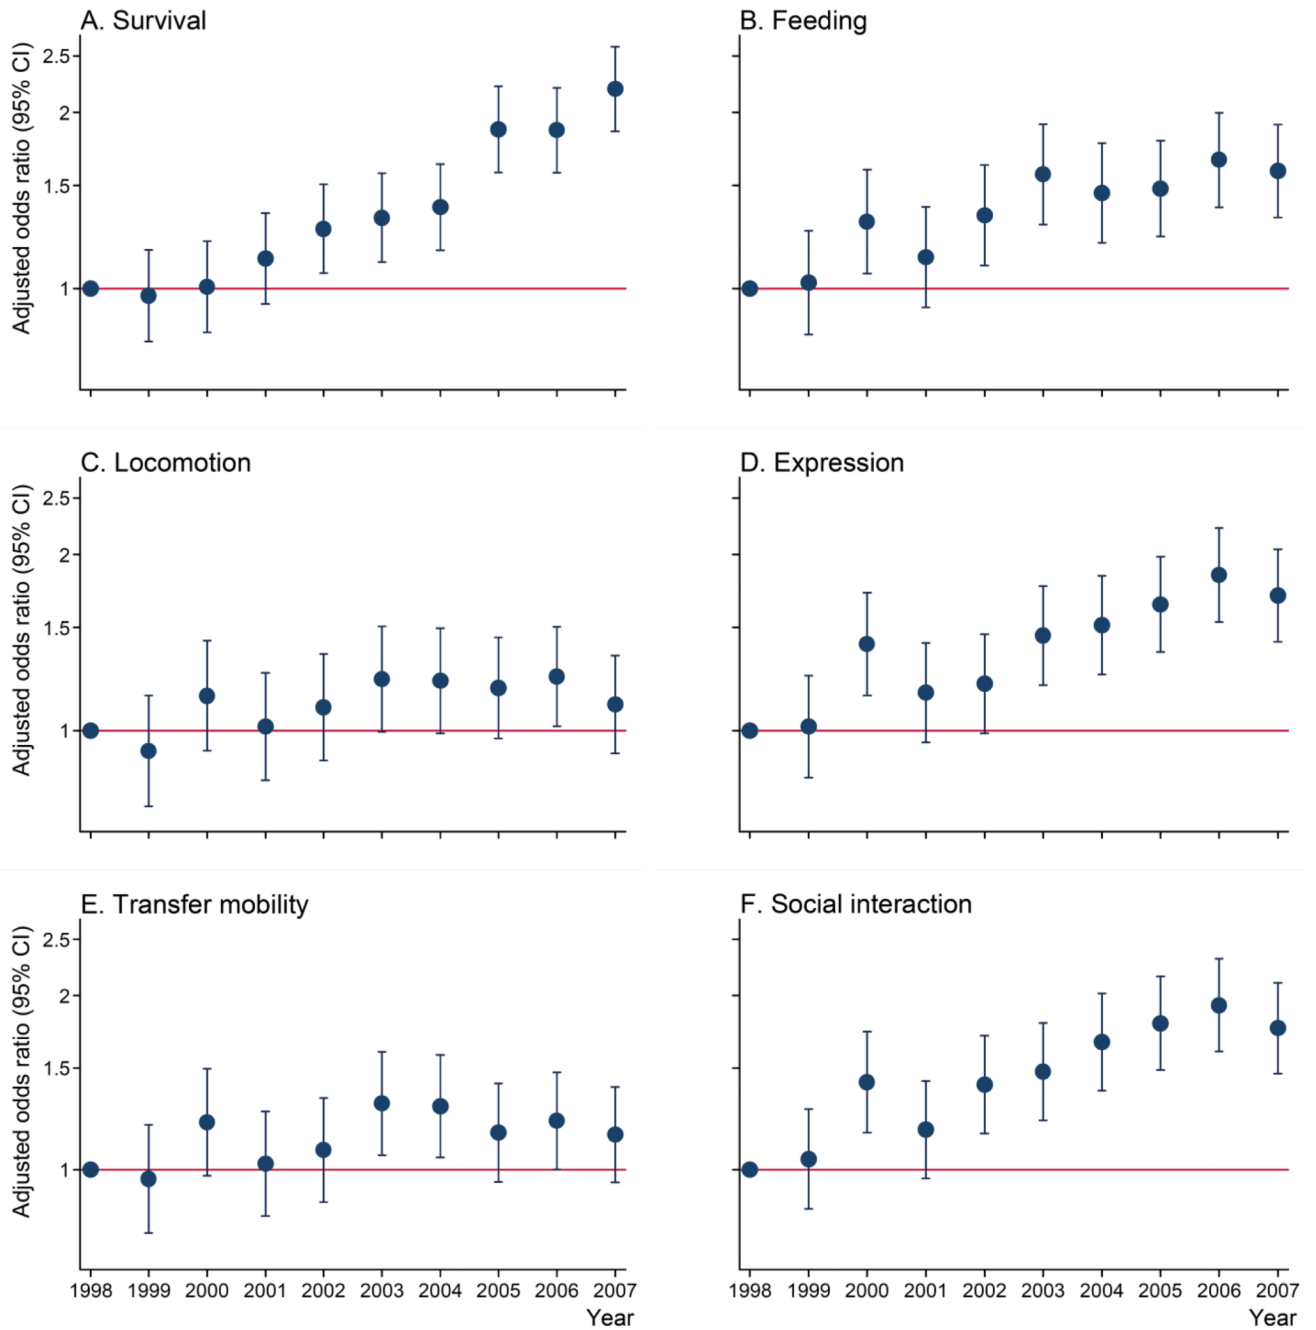 A. Survival
Adjusted odds ratio (95% CI)
2.5
2
1.5
1
B. Feeding
C. Locomotion
Adjusted odds ratio (95% CI)
2.5
2
1.5
1
D. Expression
E. Transfer mobility
Adjusted odds ratio (95% CI)
2.5
2
1.5
1
1998 1999 2000 2001 2002 2003 2004 2005 2006 2007
Year
F. Social interaction
1998 1999 2000 2001 2002 2003 2004 2005 2006 2007
Year